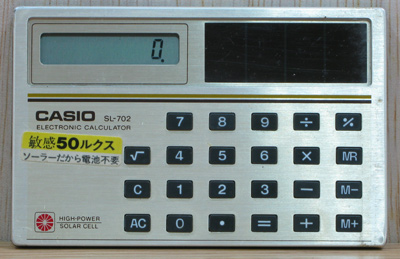 0.
CASIO SL-702
ELECTRONIC CALCULATOR
敏感50ルクス
ソーラーだから電池不要
7 8 9 ÷ %
√ 4 5 6 × MR
C 1 2 3 − M−
AC 0 • = + M+
HIGH-POWER
SOLAR CELL